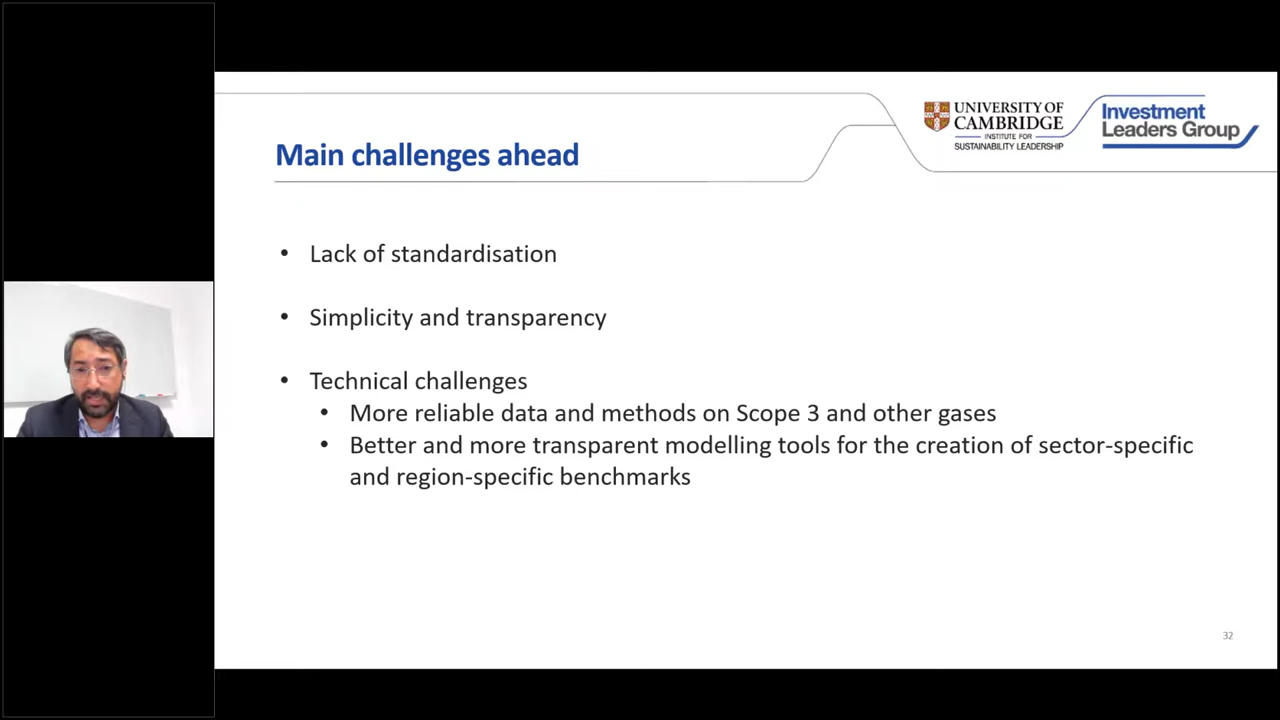 UNIVERSITY OF
CAMBRIDGE
INSTITUTE FOR
SUSTAINABILITY LEADERSHIP
Investment
Leaders Group
Main challenges ahead
• Lack of standardisation
• Simplicity and transparency
• Technical challenges
• More reliable data and methods on Scope 3 and other gases
• Better and more transparent modelling tools for the creation of sector-specific
and region-specific benchmarks
32